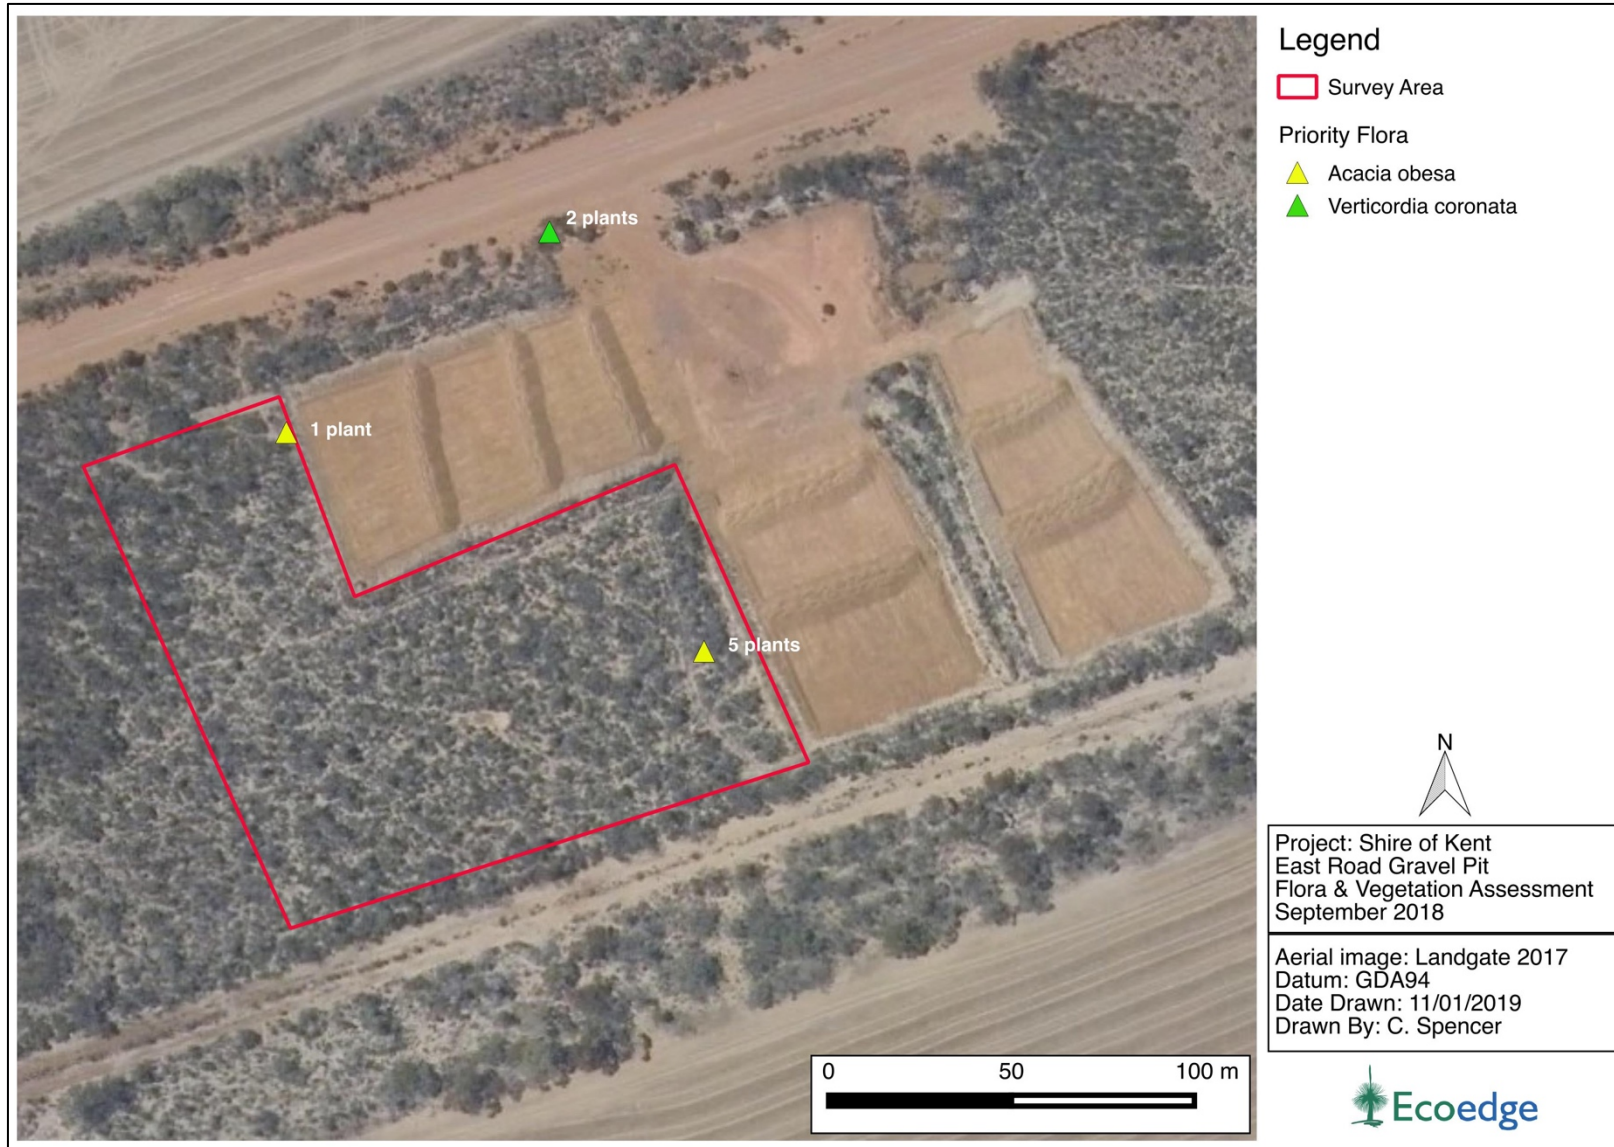 Legend
Survey Area
Priority Flora
Acacia obesa
Verticordia coronata
2 plants
1 plant
5 plants
N
Project: Shire of Kent
East Road Gravel Pit
Flora & Vegetation Assessment
September 2018
Aerial image: Landgate 2017
Datum: GDA94
Date Drawn: 11/01/2019
Drawn By: C. Spencer
0 50 100 m
Ecoedge